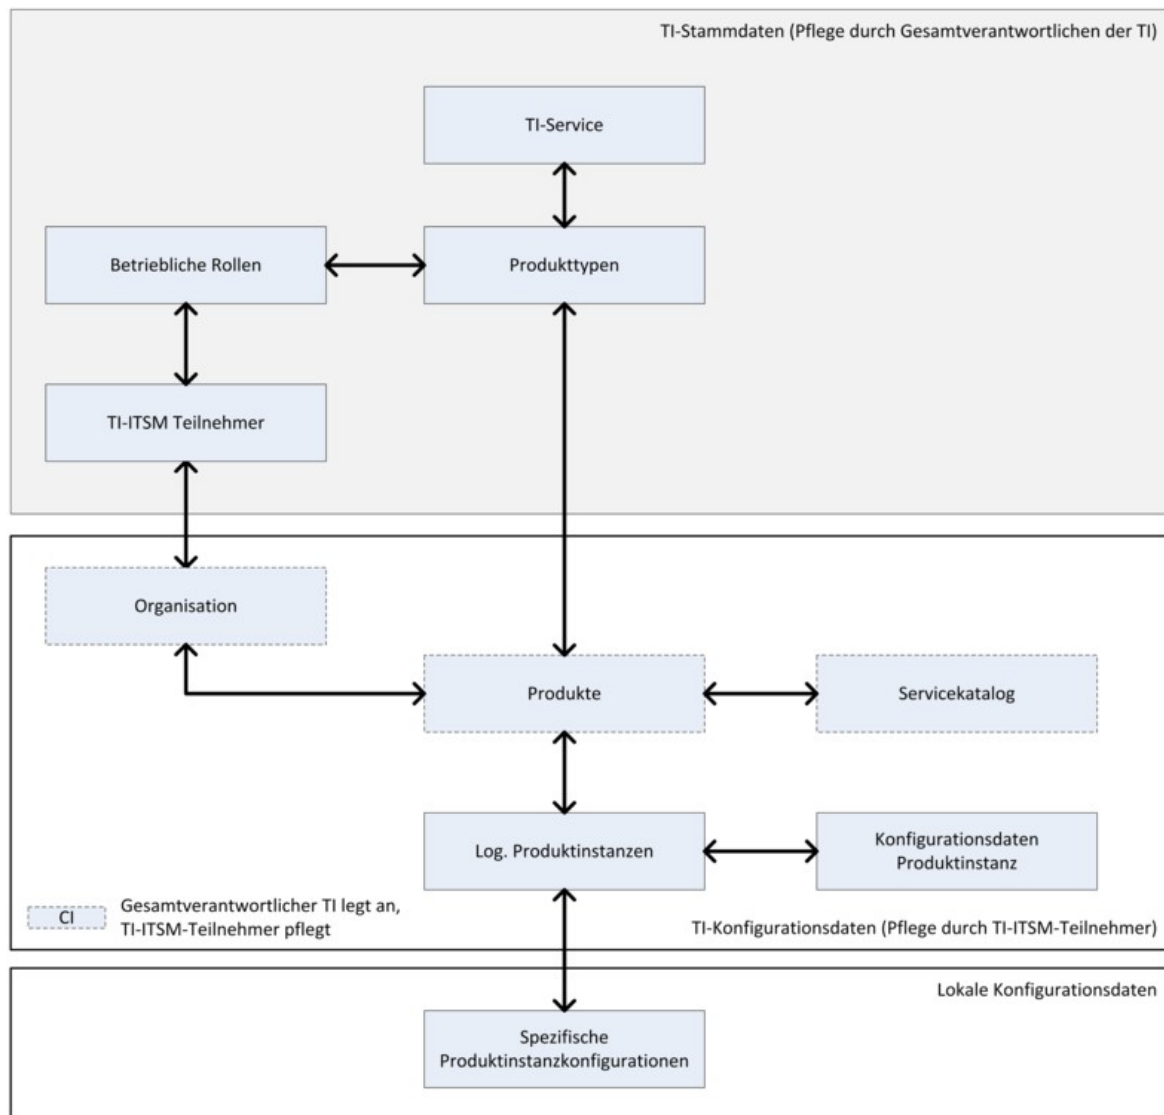 TI-Stammdaten (Pflege durch Gesamtverantwortlichen der TI)
TI-Service
Betriebliche Rollen
Produkttypen
TI-ITSM Teilnehmer
Organisation
Produkte
Servicekatalog
Log. Produktinstanzen
Konfigurationsdaten
Produktinstanz
CI
Gesamtverantwortlicher TI legt an,
TI-ITSM-Teilnehmer pflegt
TI-Konfigurationsdaten (Pflege durch TI-ITSM-Teilnehmer)
Lokale Konfigurationsdaten
Spezifische
Produktinstanzkonfigurationen